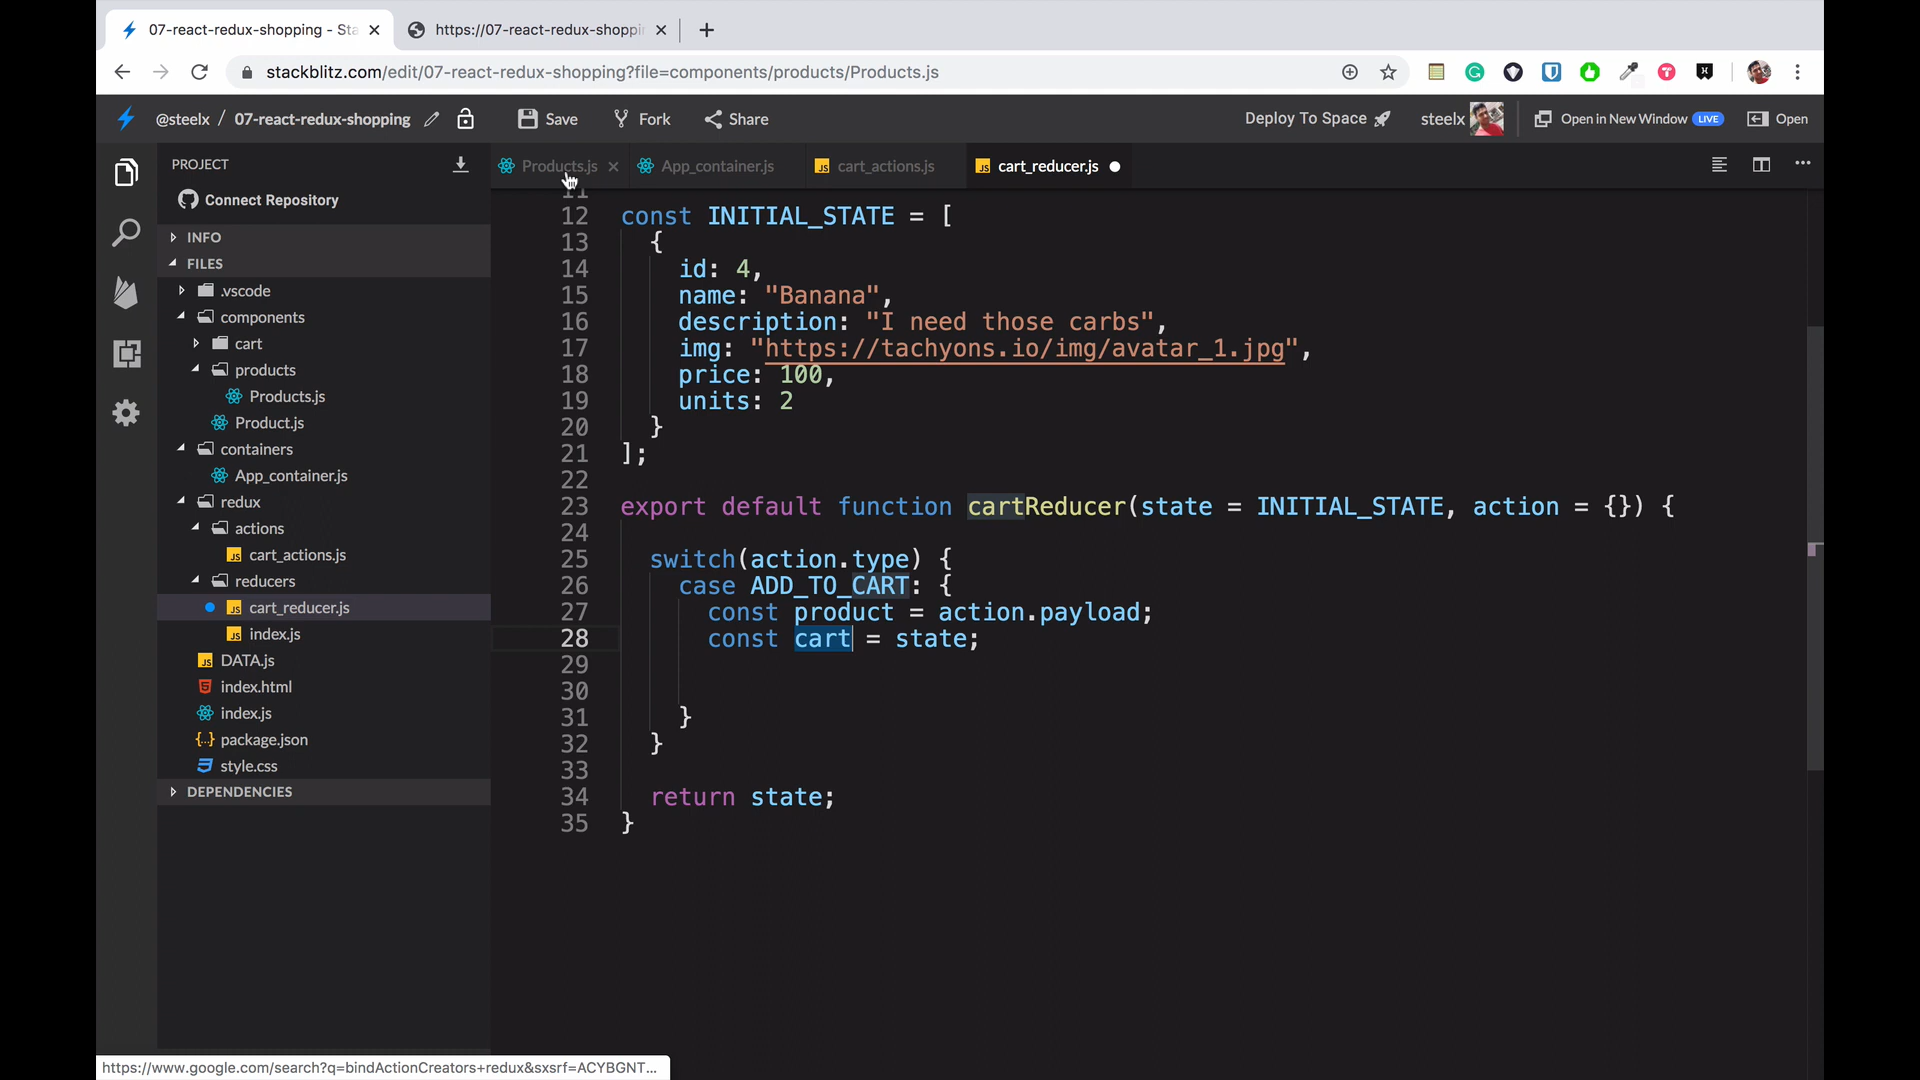 07-react-redux-shopping - Sta
https://07-react-redux-shoppi
stackblitz.com/edit/07-react-redux-shopping?file=components/products/Products.js
@steelx / 07-react-redux-shopping
Save
Fork
Share
Deploy To Space
steelx
Open in New Window LIVE
Open
PROJECT
Connect Repository
INFO
FILES
.vscode
components
cart
products
Products.js
Product.js
containers
App_container.js
redux
actions
cart_actions.js
reducers
cart_reducer.js
index.js
DATA.js
index.html
index.js
package.json
style.css
DEPENDENCIES
Products.js
App_container.js
cart_actions.js
cart_reducer.js
11
12 const INITIAL_STATE = [
13 {
14 id: 4,
15 name: "Banana",
16 description: "I need those carbs",
17 img: "https://tachyons.io/img/avatar_1.jpg",
18 price: 100,
19 units: 2
20 }
21 ];
22
23 export default function cartReducer(state = INITIAL_STATE, action = {}) {
24
25 switch(action.type) {
26 case ADD_TO_CART: {
27 const product = action.payload;
28 const cart = state;
29
30
31 }
32 }
33
34 return state;
35 }
https://www.google.com/search?q=bindActionCreators+redux&sxsrf=ACYBGNT...